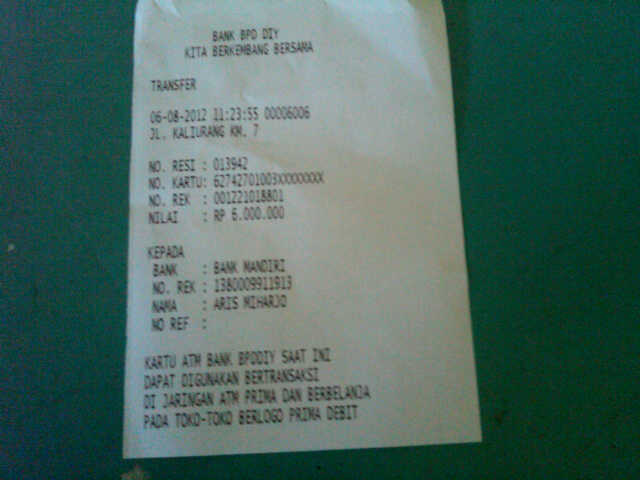 BANK BPD DIY
KITA BERKEMBANG BERSAMA
TRANSFER
06-08-2012 11:23:55 00006006
JL. KALIURANG KM. 7
NO. RESI : 013942
NO. KARTU: 62742701003XXXXXXXX
NO. REK : 001221018801
NILAI : RP 6.000.000
KEPADA
BANK : BANK MANDIRI
NO. REK : 1380009911913
NAMA : ARIS MIHARJO
NO REF :
KARTU ATM BANK BPDDIY SAAT INI
DAPAT DIGUNAKAN BERTRANSAKSI
DI JARINGAN ATM PRIMA DAN BERBELANJA
PADA TOKO-TOKO BERLOGO PRIMA DEBIT